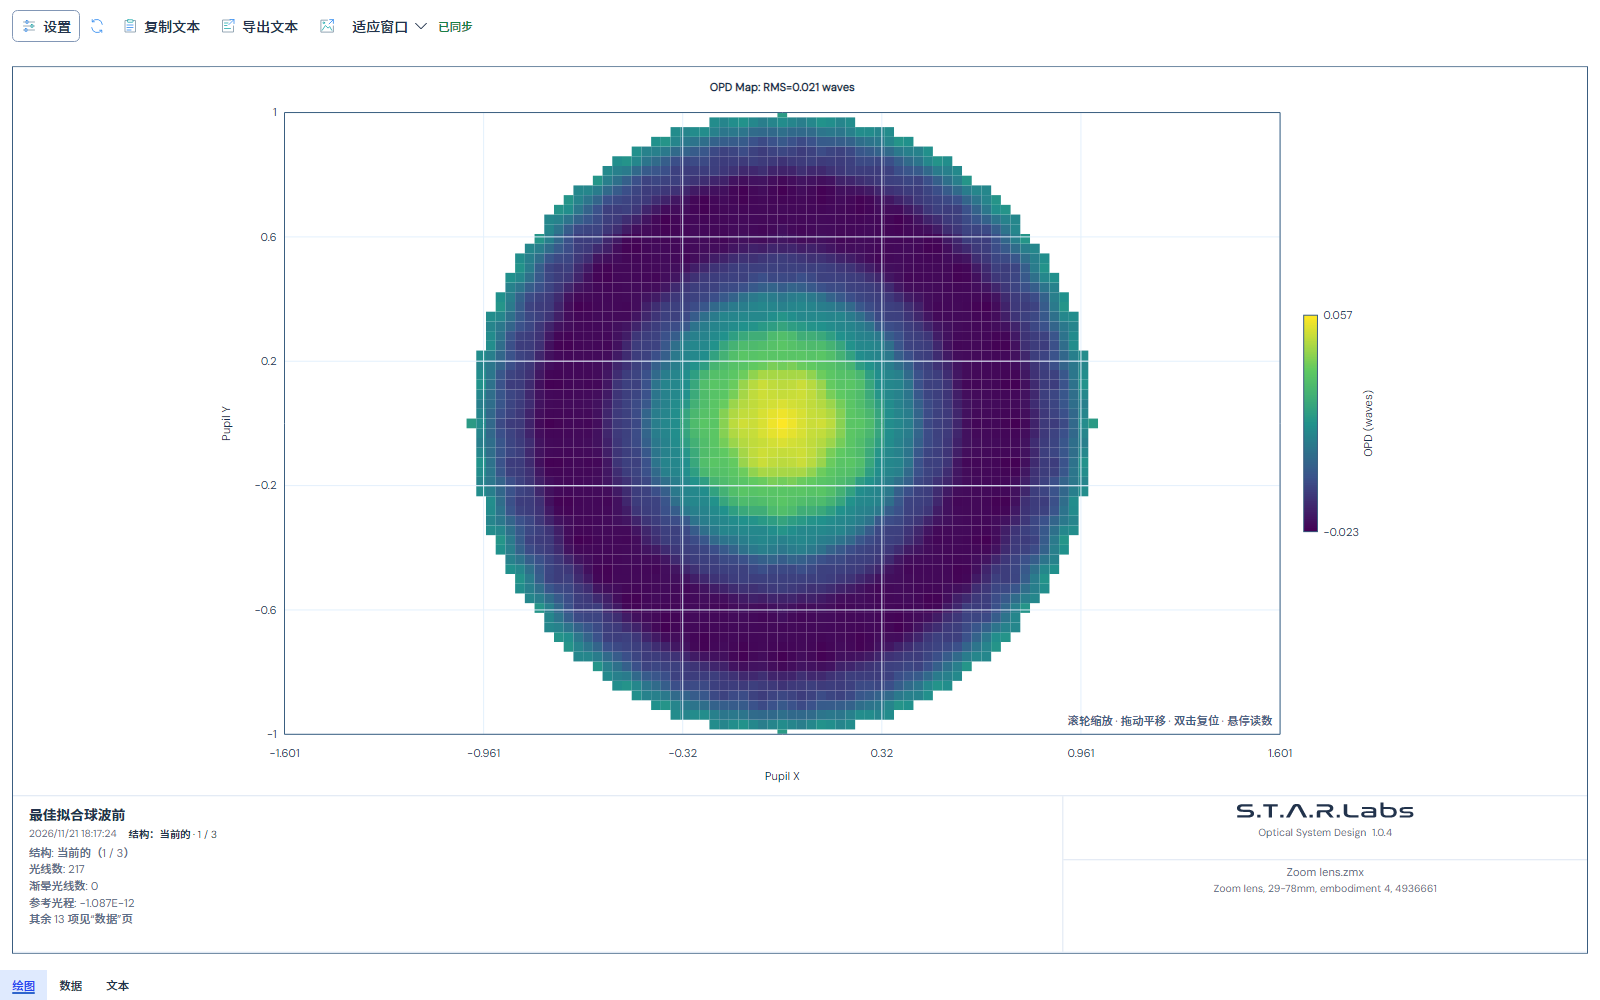 设置 复制文本 导出文本 适应窗口 已同步
OPD Map: RMS=0.021 waves
1
0.6
0.2
-0.2
-0.6
-1
Pupil Y
-1.601 -0.961 -0.32 0.32 0.961 1.601
Pupil X
滚轮缩放 · 拖动平移 · 双击复位 · 悬停读数
0.057
-0.023
OPD (waves)
最佳拟合球波前
2026/11/21 18:17:24 结构：当前的 · 1 / 3
结构: 当前的（1 / 3）
光线数: 217
渐晕光线数: 0
参考光程: -1.087E-12
其余 13 项见"数据"页
S.T.A.R.Labs
Optical System Design 1.0.4
Zoom lens.zmx
Zoom lens, 29-78mm, embodiment 4, 4936661
绘图 数据 文本